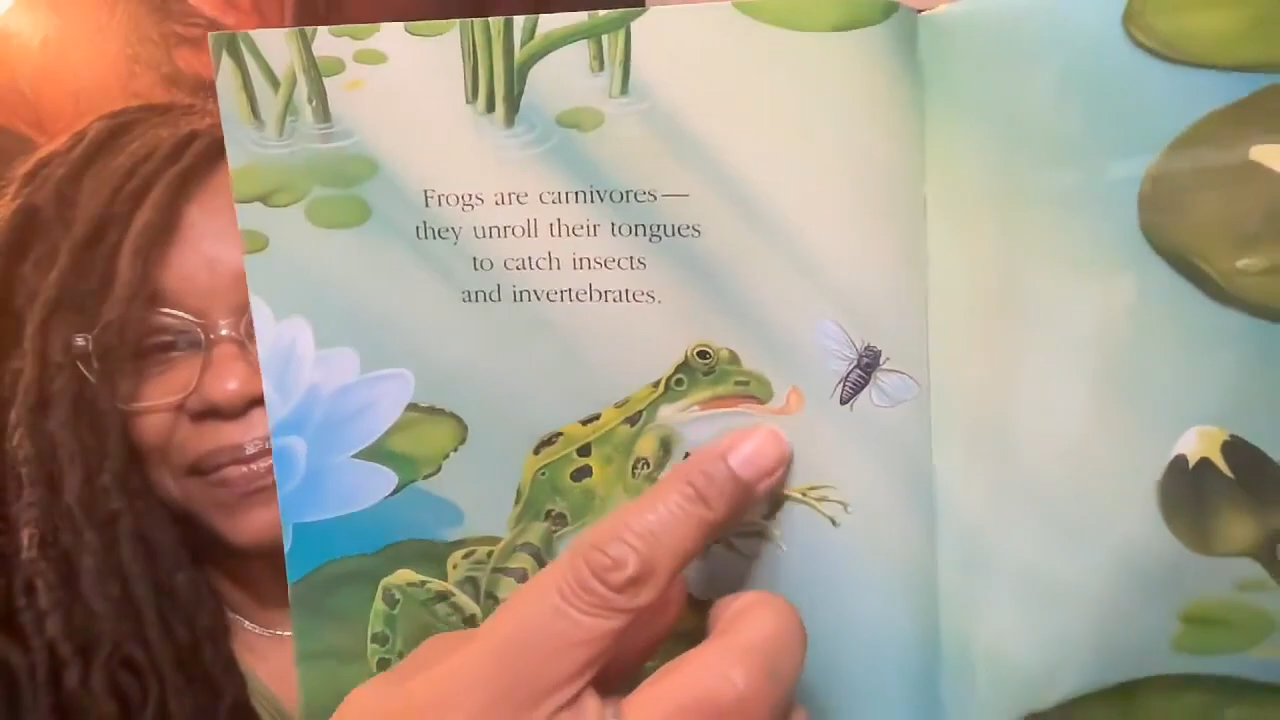 Frogs are carnivores—
they unroll their tongues
to catch insects
and invertebrates.